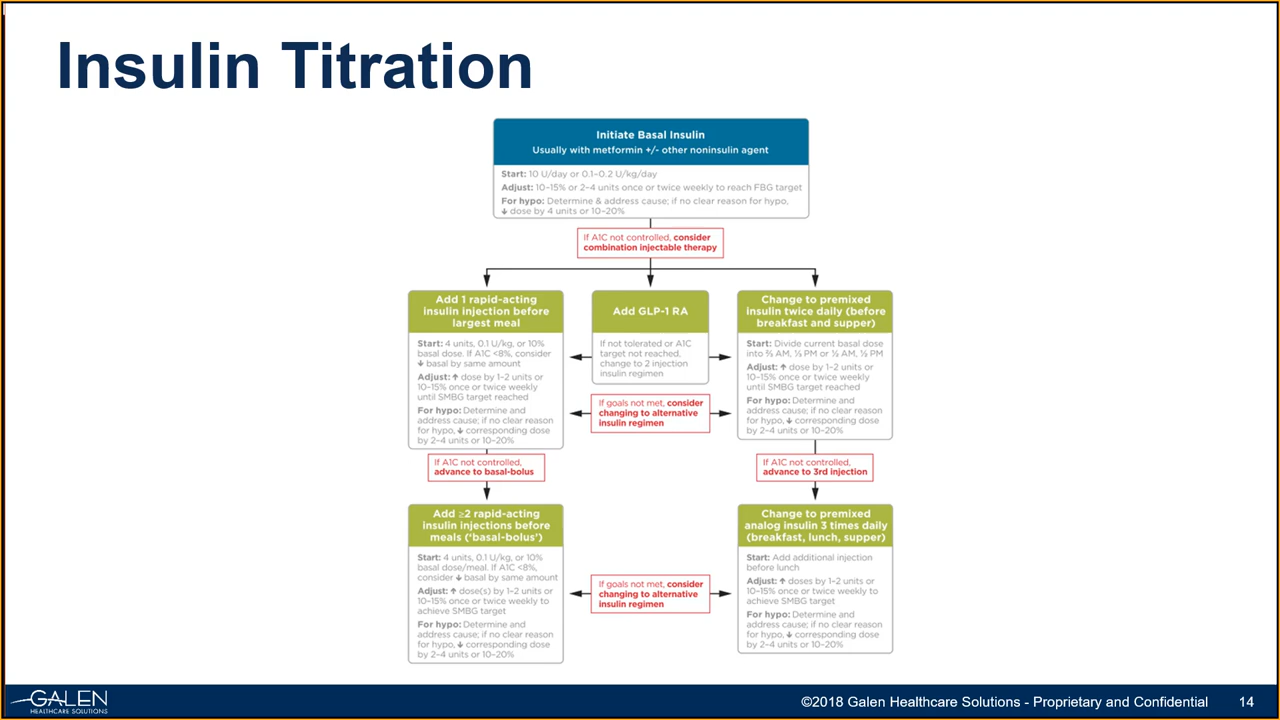 Insulin Titration
Initiate Basal Insulin
Usually with metformin +/- other noninsulin agent
Start: 10 U/day or 0.1–0.2 U/kg/day
Adjust: 10–15% or 2–4 units once or twice weekly to reach FBG target
For hypo: Determine & address cause; if no clear reason for hypo,
↓ dose by 4 units or 10–20%
If A1C not controlled, consider
combination injectable therapy
Add 1 rapid-acting
insulin injection before
largest meal
Start: 4 units, 0.1 U/kg, or 10%
basal dose. If A1C <8%, consider
↓ basal by same amount
Adjust: ↑ dose by 1–2 units or
10–15% once or twice weekly
until SMBG target reached
For hypo: Determine and
address cause; if no clear reason
for hypo, ↓ corresponding dose
by 2–4 units or 10–20%
Add GLP-1 RA
If not tolerated or A1C
target not reached,
change to 2 injection
insulin regimen
If goals not met, consider
changing to alternative
insulin regimen
Change to premixed
insulin twice daily (before
breakfast and supper)
Start: Divide current basal dose
into ⅔ AM, ⅓ PM or ½ AM, ½ PM
Adjust: ↑ dose by 1–2 units or
10–15% once or twice weekly
until SMBG target reached
For hypo: Determine and
address cause; if no clear reason
for hypo, ↓ corresponding dose
by 2–4 units or 10–20%
If A1C not controlled,
advance to basal-bolus
If A1C not controlled,
advance to 3rd injection
Add ≥2 rapid-acting
insulin injections before
meals (‘basal-bolus’)
Start: 4 units, 0.1 U/kg, or 10%
basal dose/meal. If A1C <8%,
consider ↓ basal by same amount
Adjust: ↑ dose(s) by 1–2 units or
10–15% once or twice weekly to
achieve SMBG target
For hypo: Determine and
address cause; if no clear reason
for hypo, ↓ corresponding dose
by 2–4 units or 10–20%
If goals not met, consider
changing to alternative
insulin regimen
Change to premixed
analog insulin 3 times daily
(breakfast, lunch, supper)
Start: Add additional injection
before lunch
Adjust: ↑ doses by 1–2 units or
10–15% once or twice weekly to
achieve SMBG target
For hypo: Determine and
address cause; if no clear reason
for hypo, ↓ corresponding dose
by 2–4 units or 10–20%
GALEN
HEALTHCARE SOLUTIONS
©2018 Galen Healthcare Solutions - Proprietary and Confidential
14